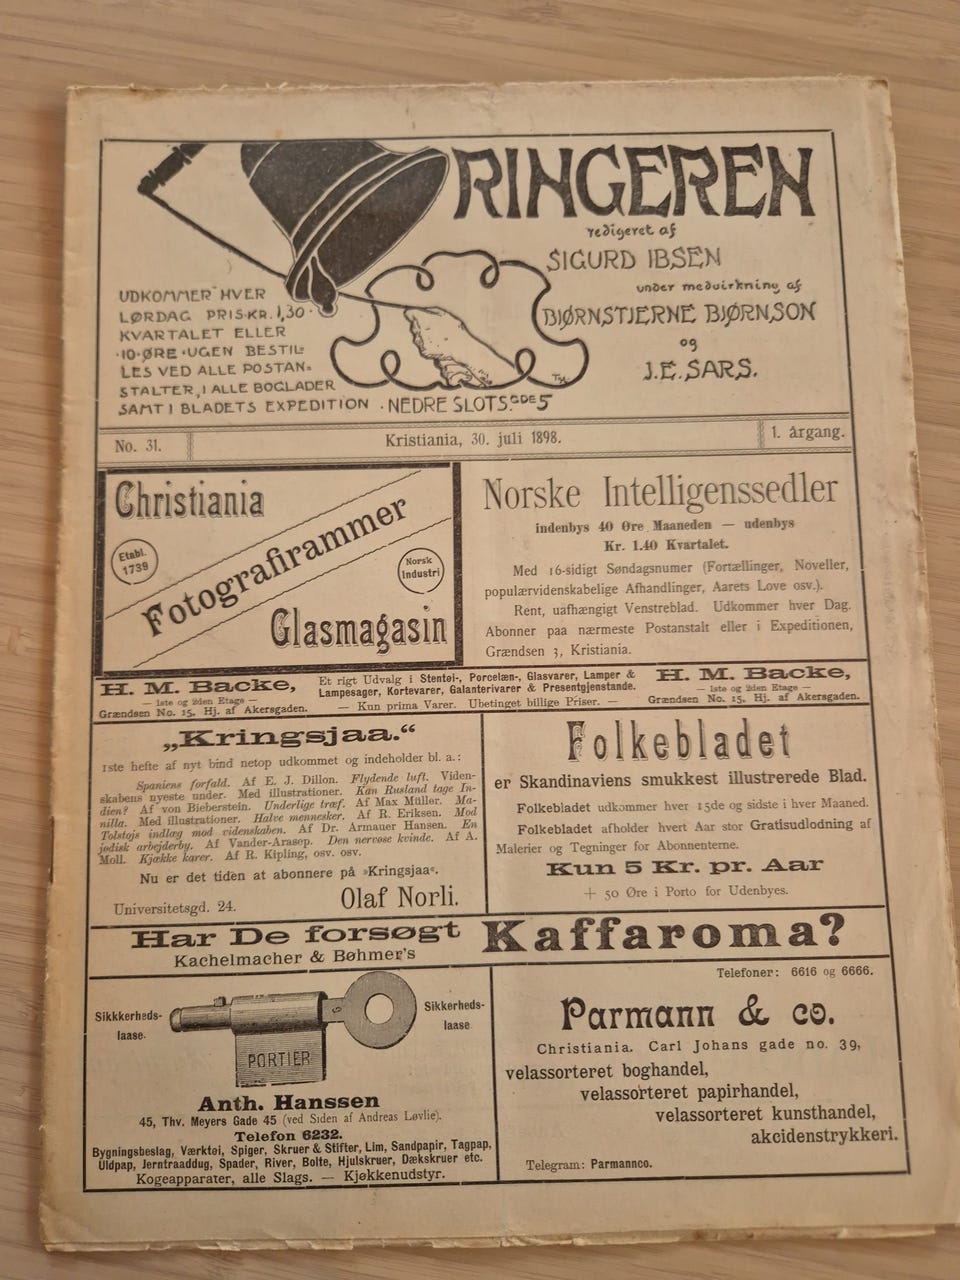 RINGEREN
redigeret af
SIGURD IBSEN
under medvirkning af
BJØRNSTJERNE BJØRNSON
og
J.E. SARS.
UDKOMMER HVER
LØRDAG PRIS·KR. 1,30
KVARTALET ELLER
·10·ØRE·UGEN BESTIL=
LES VED ALLE POSTAN=
STALTER, I ALLE BOGLADER
SAMT I BLADETS EXPEDITION · NEDRE SLOTS.GDE 5
No. 31.
Kristiania, 30. juli 1898.
1. årgang.
Christiania
Etabl.
1739
Fotografirammer
Norsk
Industri
Glasmagasin
Norske Intelligenssedler
indenbys 40 Øre Maaneden — udenbys
Kr. 1.40 Kvartalet.
Med 16-sidigt Søndagsnumer (Fortællinger, Noveller,
populærvidenskabelige Afhandlinger, Aarets Love osv.).
Rent, uafhængigt Venstreblad. Udkommer hver Dag.
Abonner paa nærmeste Postanstalt eller i Expeditionen,
Grændsen 3, Kristiania.
H. M. Backe,
— 1ste og 2den Etage —
Grændsen No. 15, Hj. af Akersgaden.
Et rigt Udvalg i Stentøi-, Porcelæn-, Glasvarer, Lamper &
Lampesager, Kortevarer, Galanterivarer & Presentgjenstande.
— Kun prima Varer. Ubetinget billige Priser. —
H. M. Backe,
— 1ste og 2den Etage —
Grændsen No. 15, Hj. af Akersgaden.
„Kringsjaa.“
1ste hefte af nyt bind netop udkommet og indeholder bl. a.:
Spaniens forfald. Af E. J. Dillon. Flydende luft. Viden-
skabens nyeste under. Med illustrationer. Kan Rusland tage In-
dien? Af von Bieberstein. Underlige træf. Af Max Müller. Ma-
nilla. Med illustrationer. Halve mennesker. Af R. Eriksen. Mod
Tolstojs indlæg mod videnskaben. Af Dr. Armauer Hansen. En
jødisk arbejderby. Af Vander-Arasep. Den nervøse kvinde. Af A.
Moll. Kjække karer. Af R. Kipling, osv. osv.
Nu er det tiden at abonnere på »Kringsjaa«.
Universitetsgd. 24.
Olaf Norli.
Folkebladet
er Skandinaviens smukkest illustrerede Blad.
Folkebladet udkommer hver 15de og sidste i hver Maaned.
Folkebladet afholder hvert Aar stor Gratisudlodning af
Malerier og Tegninger for Abonnenterne.
Kun 5 Kr. pr. Aar
+ 50 Øre i Porto for Udenbyes.
Har De forsøgt Kaffaroma?
Kachelmacher & Bøhmer's
Sikkerheds-
laase.
PORTIER
Sikkerheds-
laase
Anth. Hanssen
45, Thv. Meyers Gade 45 (ved Siden af Andreas Løvlie).
Telefon 6232.
Bygningsbeslag, Værktøi, Spiger, Skruer & Stifter, Lim, Sandpapir, Tagpap,
Uldpap, Jerntraaddug, Spader, River, Bolte, Hjulskruer, Dækskruer etc.
Kogeapparater, alle Slags. — Kjøkkenudstyr.
Telefoner: 6616 og 6666.
Parmann & co.
Christiania. Carl Johans gade no. 39,
velassorteret boghandel,
velassorteret papirhandel,
velassorteret kunsthandel,
akcidenstrykkeri.
Telegram: Parmannco.